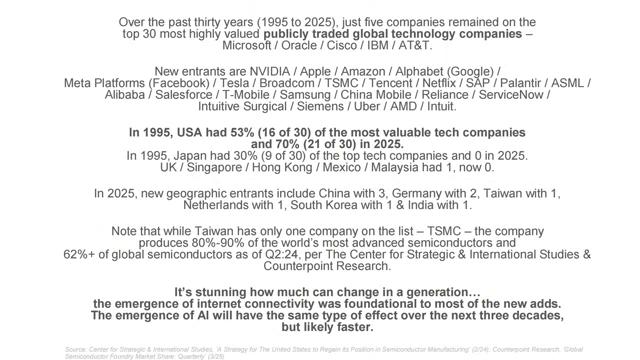 Over the past thirty years (1995 to 2025), just five companies remained on the
top 30 most highly valued publicly traded global technology companies –
Microsoft / Oracle / Cisco / IBM / AT&T.
New entrants are NVIDIA / Apple / Amazon / Alphabet (Google) /
Meta Platforms (Facebook) / Tesla / Broadcom / TSMC / Tencent / Netflix / SAP / Palantir / ASML /
Alibaba / Salesforce / T-Mobile / Samsung / China Mobile / Reliance / ServiceNow /
Intuitive Surgical / Siemens / Uber / AMD / Intuit.
In 1995, USA had 53% (16 of 30) of the most valuable tech companies
and 70% (21 of 30) in 2025.
In 1995, Japan had 30% (9 of 30) of the top tech companies and 0 in 2025.
UK / Singapore / Hong Kong / Mexico / Malaysia had 1, now 0.
In 2025, new geographic entrants include China with 3, Germany with 2, Taiwan with 1,
Netherlands with 1, South Korea with 1 & India with 1.
Note that while Taiwan has only one company on the list – TSMC – the company
produces 80%-90% of the world's most advanced semiconductors and
62%+ of global semiconductors as of Q2:24, per The Center for Strategic & International Studies &
Counterpoint Research.
It's stunning how much can change in a generation…
the emergence of internet connectivity was foundational to most of the new adds.
The emergence of AI will have the same type of effect over the next three decades,
but likely faster.
Source: Center for Strategic & International Studies, 'A Strategy for The United States to Regain its Position in Semiconductor Manufacturing' (2/24); Counterpoint Research, 'Global
Semiconductor Foundry Market Share: Quarterly' (3/25)